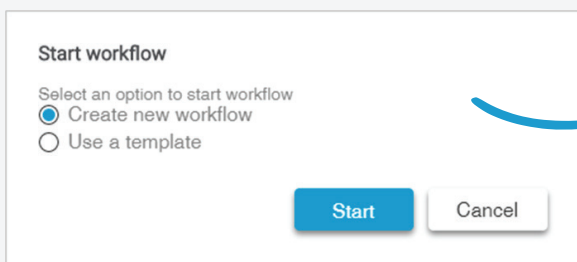 Start workflow
Select an option to start workflow
Create new workflow
Use a template
Start Cancel